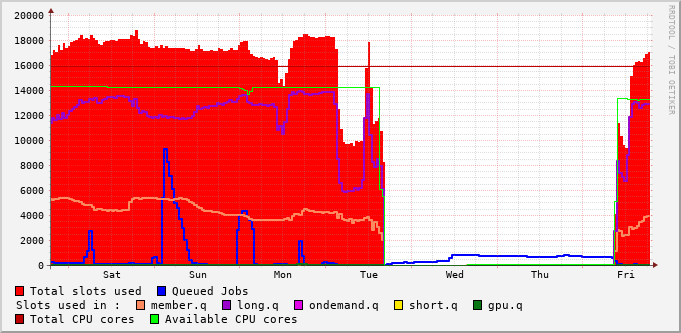 20000
18000
16000
14000
12000
10000
8000
6000
4000
2000
0
Sat Sun Mon Tue Wed Thu Fri
RRDTOOL / TOBI OETIKER
Total slots used Queued Jobs
Slots used in : member.q long.q ondemand.q short.q gpu.q
Total CPU cores Available CPU cores